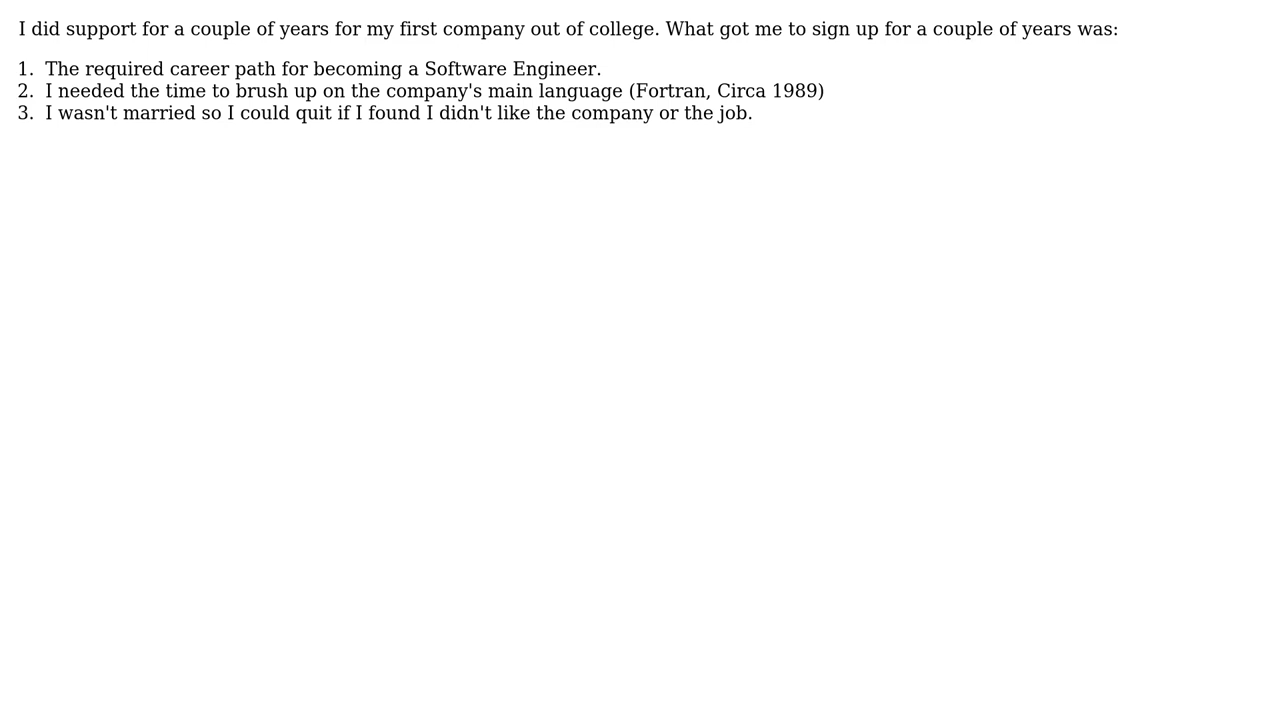 I did support for a couple of years for my first company out of college. What got me to sign up for a couple of years was:
1. The required career path for becoming a Software Engineer.
2. I needed the time to brush up on the company's main language (Fortran, Circa 1989)
3. I wasn't married so I could quit if I found I didn't like the company or the job.